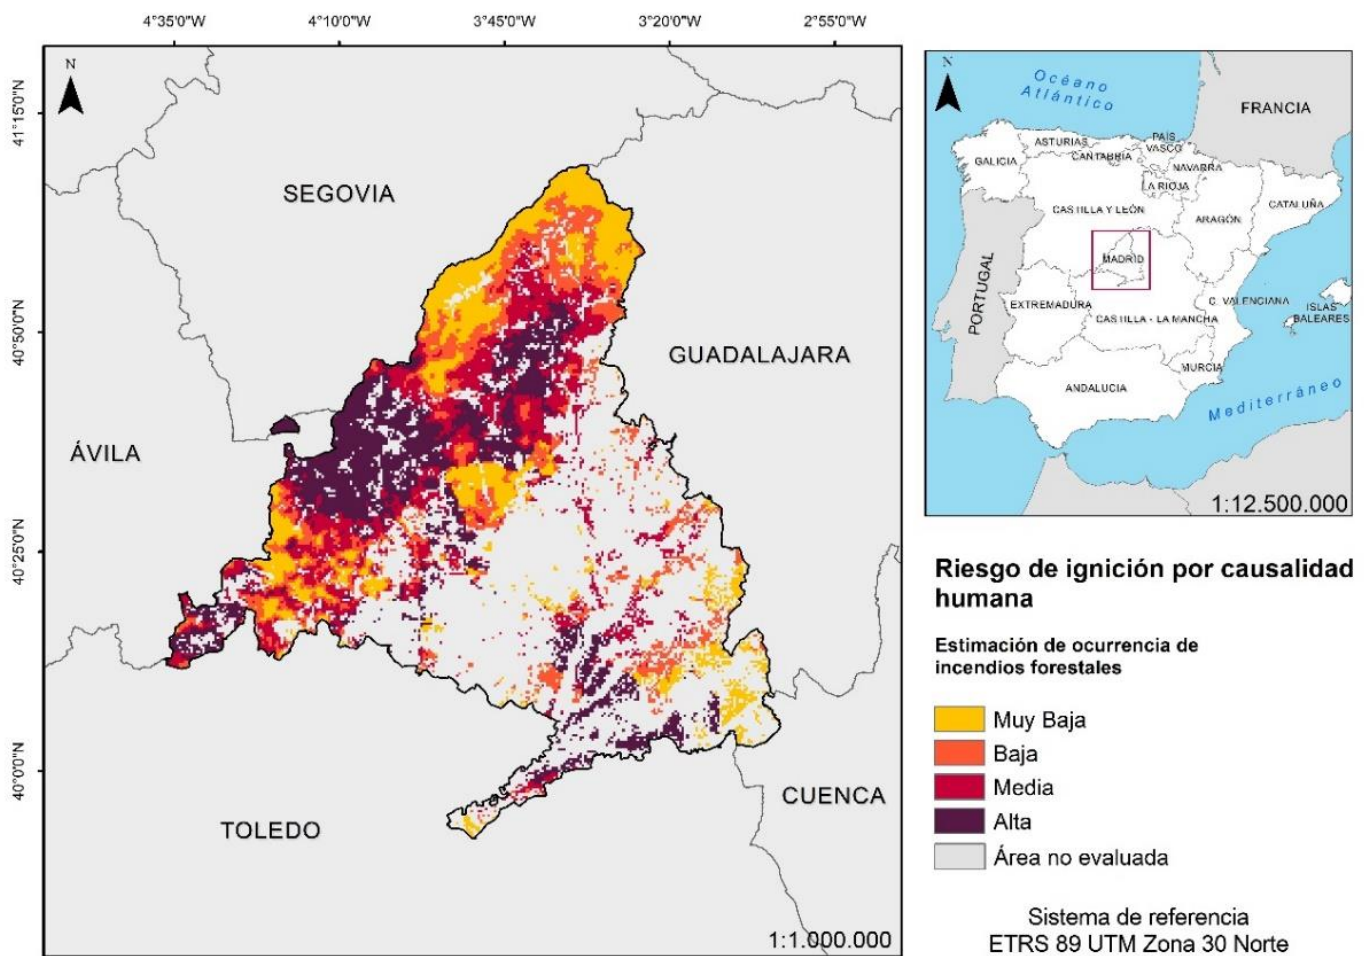 4°35'0"W
4°10'0"W
3°45'0"W
3°20'0"W
2°55'0"W
41°15'0"N
40°50'0"N
40°25'0"N
40°0'0"N
N
SEGOVIA
GUADALAJARA
ÁVILA
TOLEDO
CUENCA
1:1.000.000
N
Océano
Atlántico
FRANCIA
GALICIA
ASTURIAS
CANTABRIA
PAÍS
VASCO
NAVARRA
LA RIOJA
CASTILLA Y LEÓN
ARAGÓN
CATALUÑA
MADRID
PORTUGAL
EXTREMADURA
CASTILLA - LA MANCHA
C. VALENCIANA
ISLAS
BALEARES
MURCIA
ANDALUCIA
Mediterráneo
1:12.500.000
Riesgo de ignición por causalidad
humana
Estimación de ocurrencia de
incendios forestales
Muy Baja
Baja
Media
Alta
Área no evaluada
Sistema de referencia
ETRS 89 UTM Zona 30 Norte